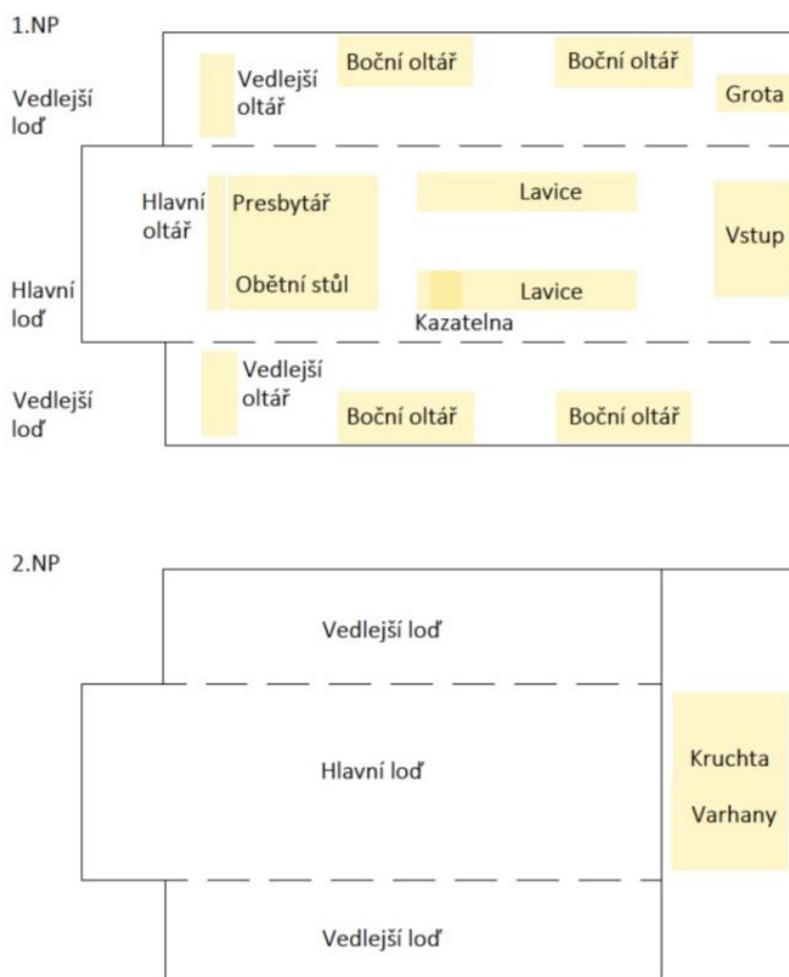 1.NP
Boční oltář
Boční oltář
Vedlejší
oltář
Vedlejší
loď
Grota
Hlavní
oltář
Presbytář
Lavice
Vstup
Obětní stůl
Lavice
Hlavní
loď
Kazatelna
Vedlejší
oltář
Vedlejší
loď
Boční oltář
Boční oltář
2.NP
Vedlejší loď
Hlavní loď
Kruchta
Varhany
Vedlejší loď